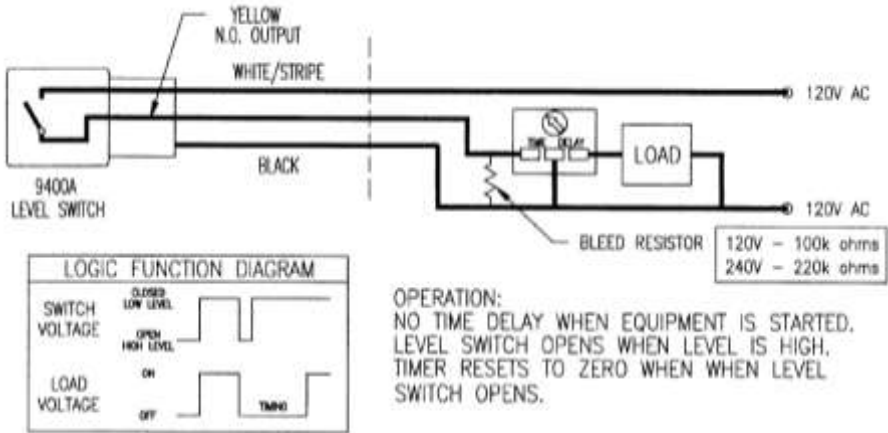 YELLOW
N.O. OUTPUT
WHITE/STRIPE
120V AC
TIME DELAY
LOAD
BLACK
9400A
LEVEL SWITCH
120V AC
BLEED RESISTOR
120V - 100k ohms
240V - 220k ohms
LOGIC FUNCTION DIAGRAM
SWITCH
VOLTAGE
CLOSED
LOW LEVEL
OPEN
HIGH LEVEL
LOAD
VOLTAGE
ON
OFF
TIMING
OPERATION:
NO TIME DELAY WHEN EQUIPMENT IS STARTED.
LEVEL SWITCH OPENS WHEN LEVEL IS HIGH.
TIMER RESETS TO ZERO WHEN WHEN LEVEL
SWITCH OPENS.